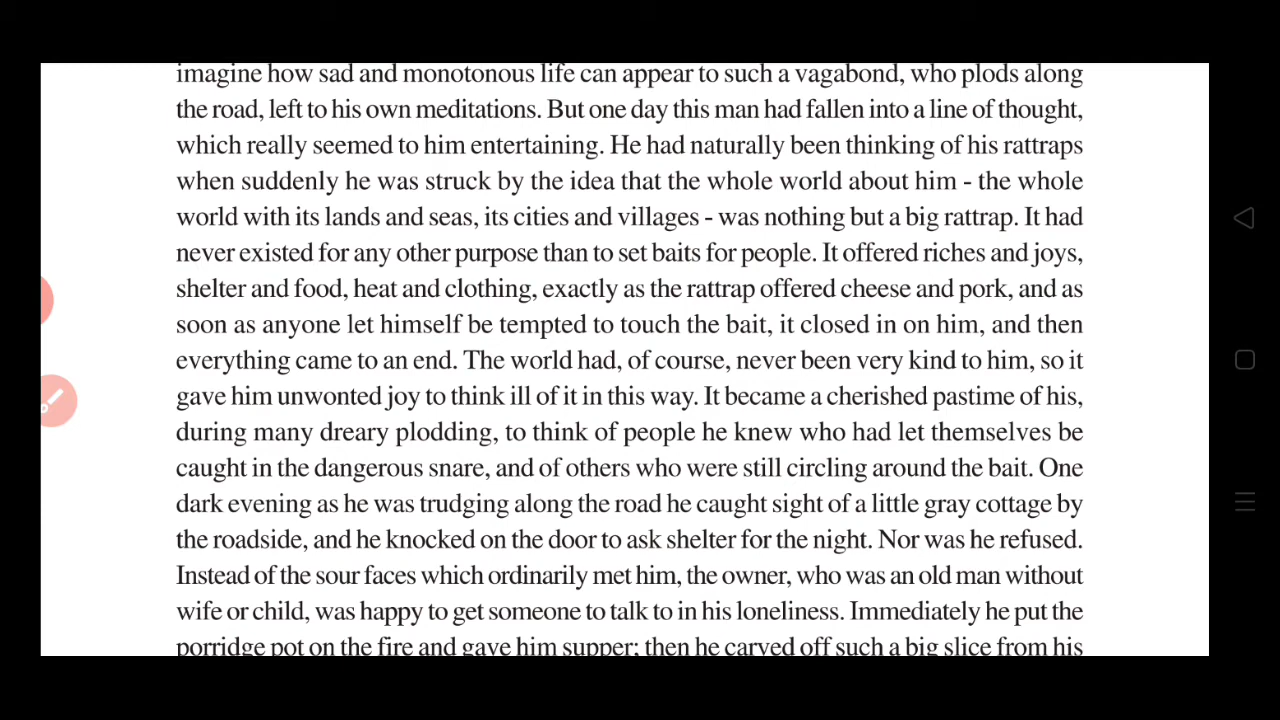 imagine how sad and monotonous life can appear to such a vagabond, who plods along
the road, left to his own meditations. But one day this man had fallen into a line of thought,
which really seemed to him entertaining. He had naturally been thinking of his rattraps
when suddenly he was struck by the idea that the whole world about him - the whole
world with its lands and seas, its cities and villages - was nothing but a big rattrap. It had
never existed for any other purpose than to set baits for people. It offered riches and joys,
shelter and food, heat and clothing, exactly as the rattrap offered cheese and pork, and as
soon as anyone let himself be tempted to touch the bait, it closed in on him, and then
everything came to an end. The world had, of course, never been very kind to him, so it
gave him unwonted joy to think ill of it in this way. It became a cherished pastime of his,
during many dreary plodding, to think of people he knew who had let themselves be
caught in the dangerous snare, and of others who were still circling around the bait. One
dark evening as he was trudging along the road he caught sight of a little gray cottage by
the roadside, and he knocked on the door to ask shelter for the night. Nor was he refused.
Instead of the sour faces which ordinarily met him, the owner, who was an old man without
wife or child, was happy to get someone to talk to in his loneliness. Immediately he put the
porridge pot on the fire and gave him supper; then he carved off such a big slice from his